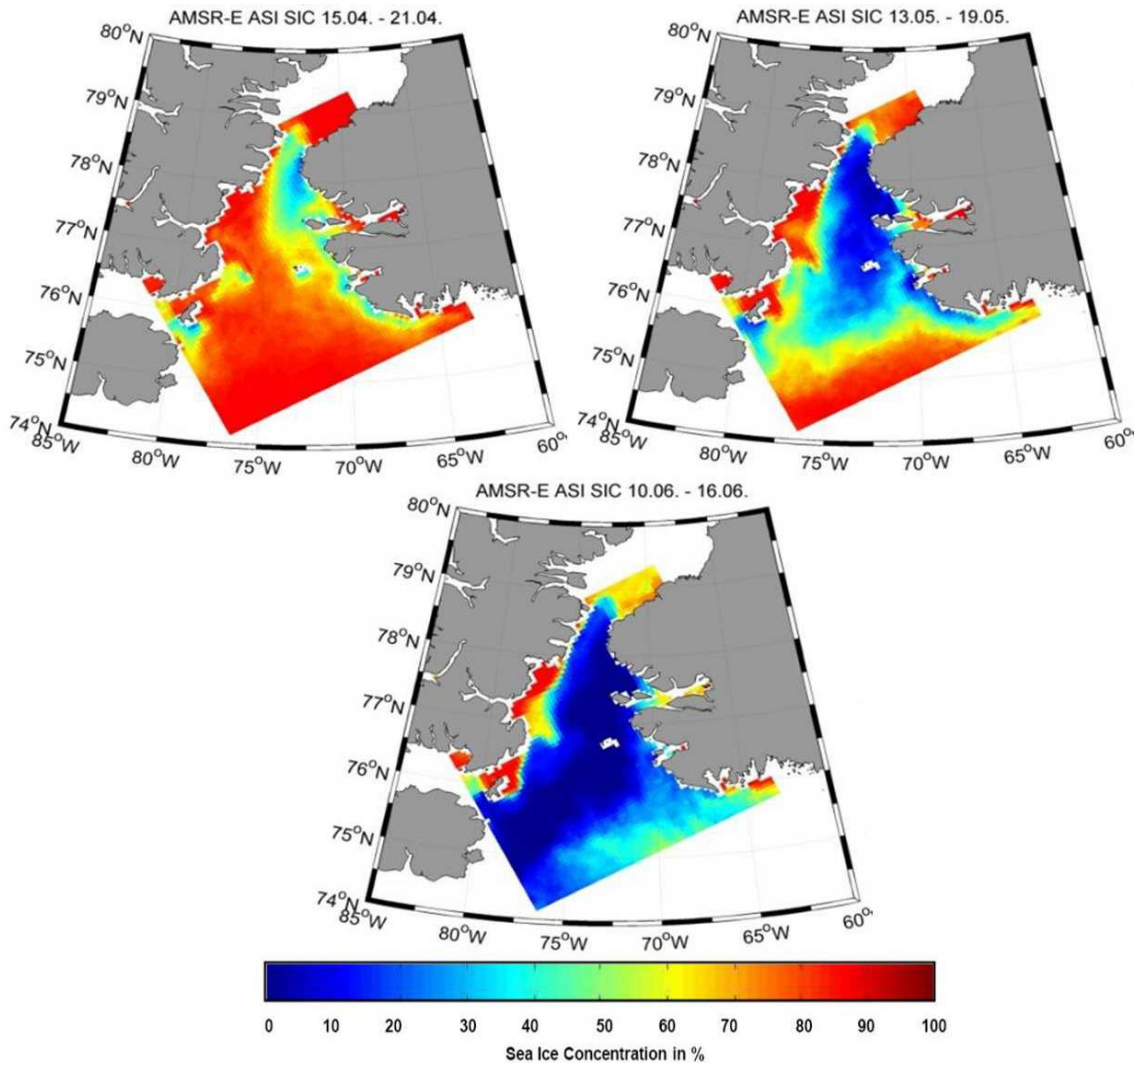 AMSR-E ASI SIC 15.04. - 21.04.
80°N
79°N
78°N
77°N
76°N
75°N
74°N
85°W
80°W
75°W
70°W
65°W
60°
AMSR-E ASI SIC 13.05. - 19.05.
80°N
79°N
78°N
77°N
76°N
75°N
74°N
85°W
80°W
75°W
70°W
65°W
60°
AMSR-E ASI SIC 10.06. - 16.06.
80°N
79°N
78°N
77°N
76°N
75°N
74°N
85°W
80°W
75°W
70°W
65°W
60°
0 10 20 30 40 50 60 70 80 90 100
Sea Ice Concentration in %